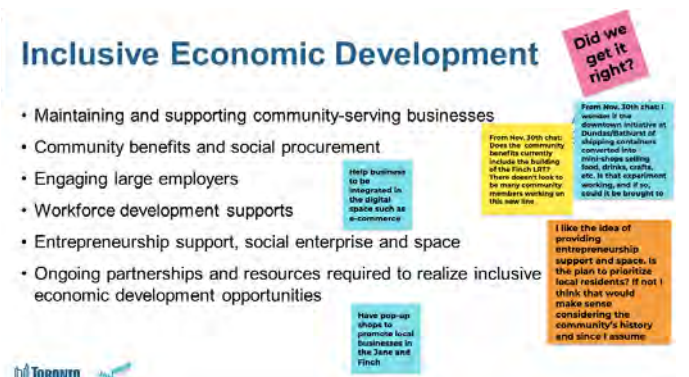 Inclusive Economic Development
Did we
get it
right?
• Maintaining and supporting community-serving businesses
• Community benefits and social procurement
• Engaging large employers
• Workforce development supports
• Entrepreneurship support, social enterprise and space
• Ongoing partnerships and resources required to realize inclusive
economic development opportunities
Help business
to be
integrated in
the digital
space such as
e-commerce
From Nov. 30th chat:
Does the community
benefits currently
include the building
of the Finch LRT?
There doesn't look to
be many community
members working on
this new line
From Nov. 30th chat: I
wonder if the
downtown initiative at
Dundas/Bathurst of
shipping containers
converted into
mini-shops selling
food, drinks, crafts,
etc. Is that experiment
working, and if so,
could it be brought to
I like the idea of
providing
entrepreneurship
support and space. Is
the plan to prioritize
local residents? If not I
think that would
make sense
considering the
community's history
and since I assume
Have pop-up
shops to
promote local
businesses in
the Jane and
Finch
TORONTO